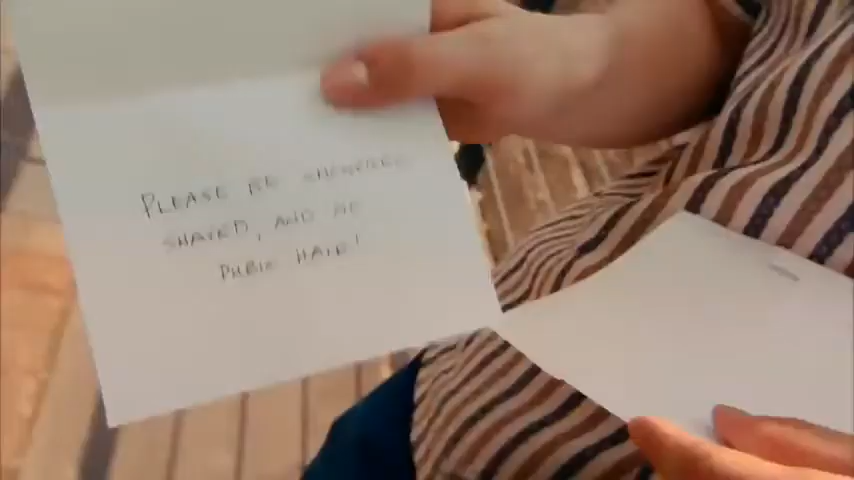 PLEASE BE SHOWERED
SHAVED, AND NO
PUBIC HAIR!